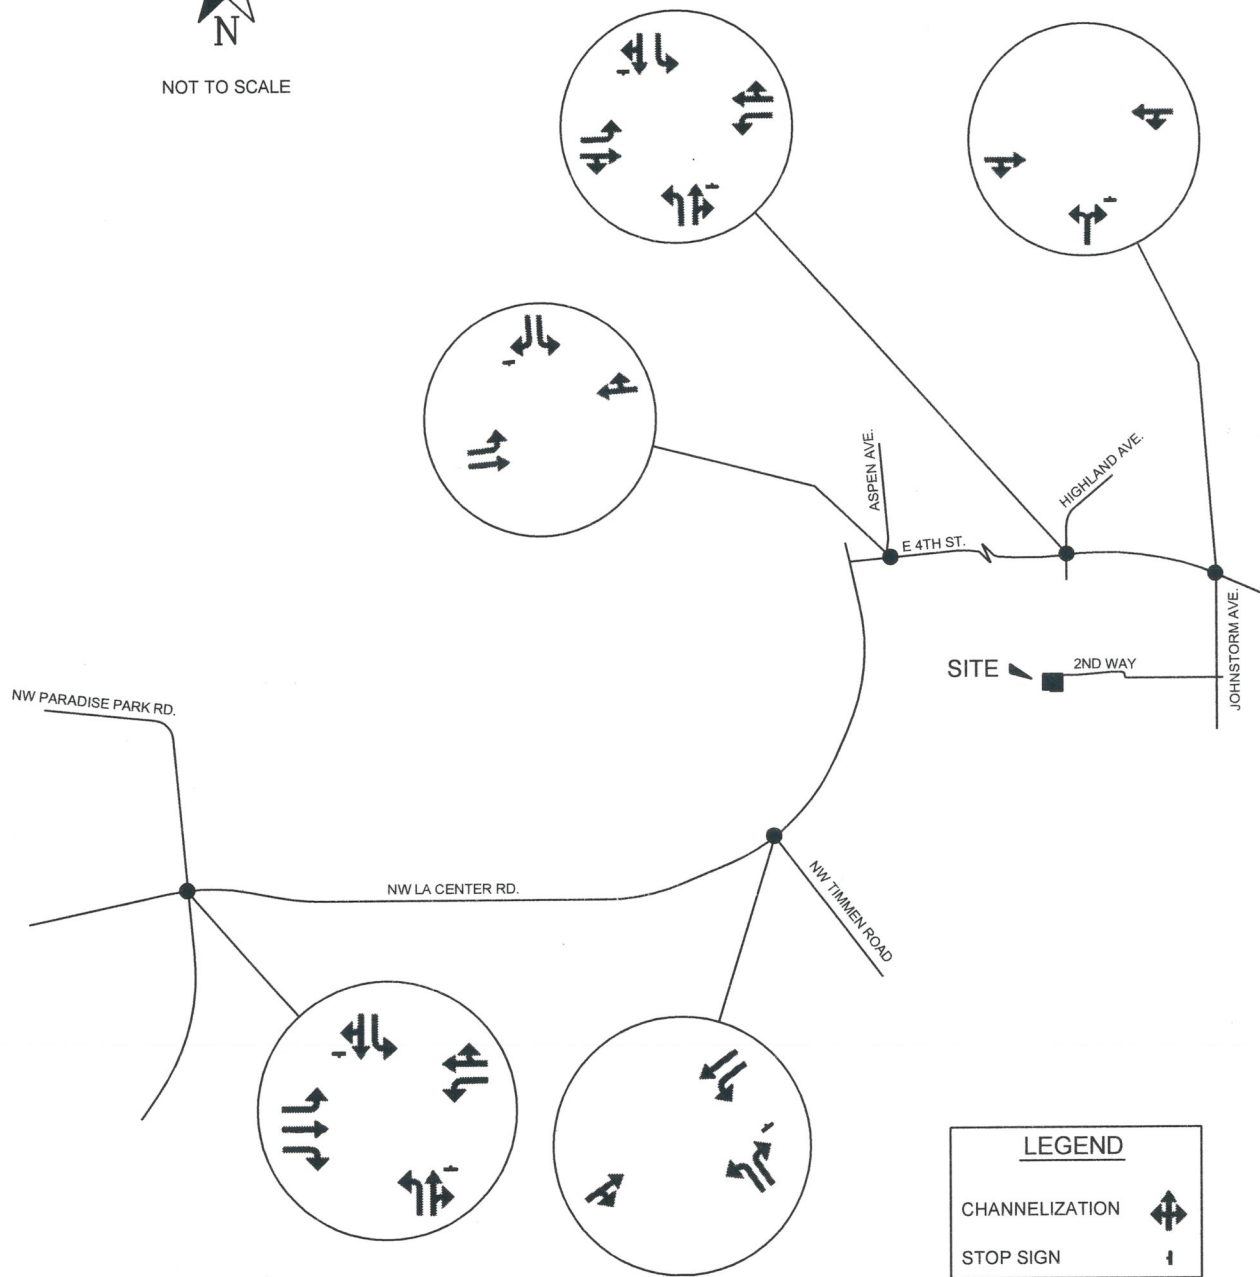 N
NOT TO SCALE
ASPEN AVE.
HIGHLAND AVE.
E 4TH ST.
SITE
2ND WAY
JOHNSTORM AVE.
NW PARADISE PARK RD.
NW LA CENTER RD.
NW TIMMEN ROAD
LEGEND
CHANNELIZATION
STOP SIGN